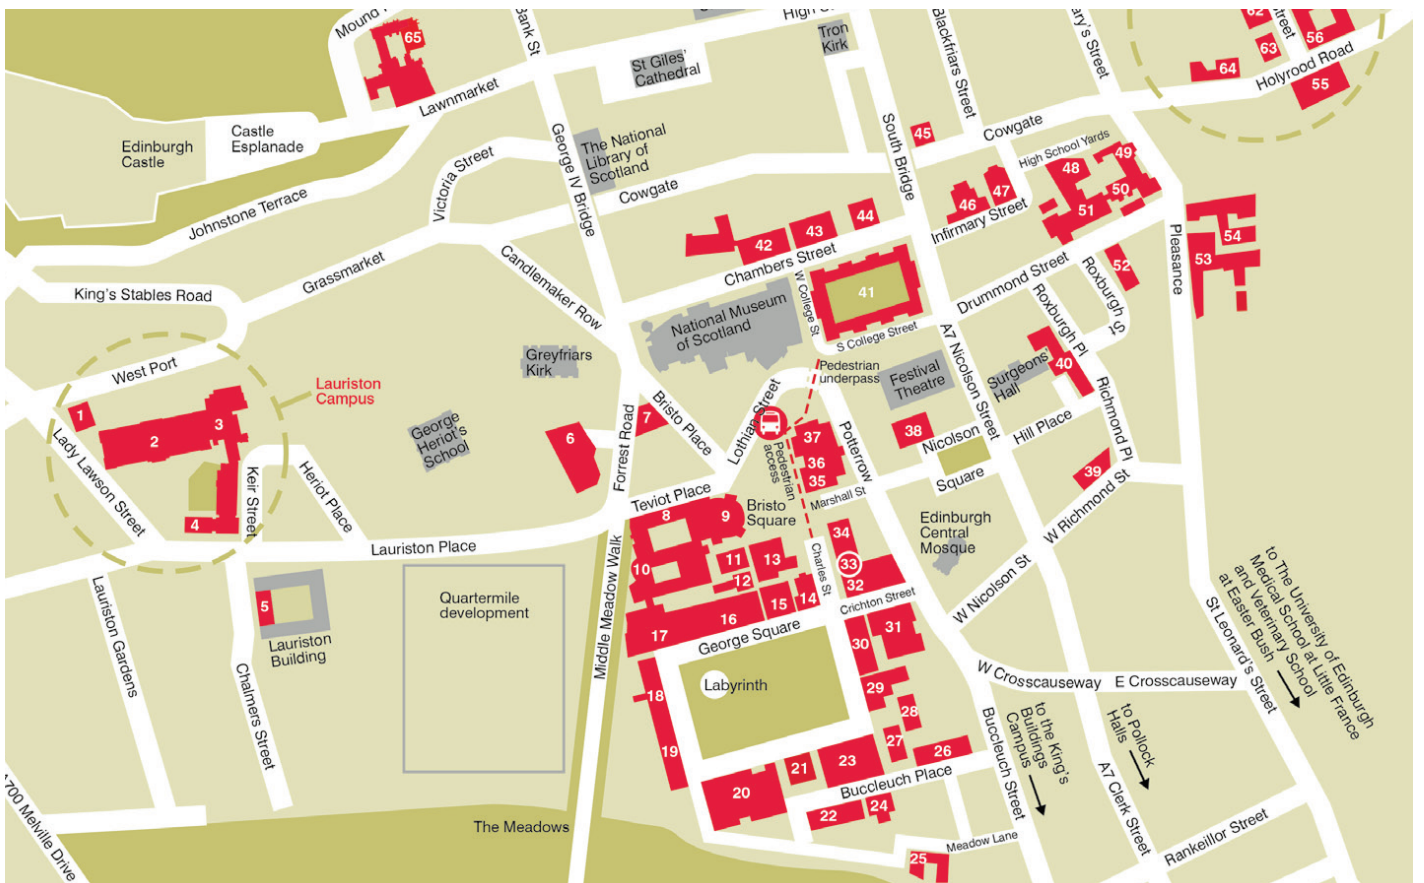 Mound
Bank St
High S
Tron
Kirk
Blackfriars Street
ary's Street
62
Street
56
63
64
Holyrood Road
55
65
St Giles'
Cathedral
Lawnmarket
Castle
Esplanade
Edinburgh
Castle
George IV Bridge
The National
Library of
Scotland
South Bridge
45
Cowgate
High School Yards
48
49
50
51
46
47
Infirmary Street
Victoria Street
Cowgate
Johnstone Terrace
Grassmarket
Candlemaker Row
42
43
44
Chambers Street
W College St
41
S College Street
Drummond Street
52
53
54
Pleasance
Roxburgh St
Roxburgh Pl
King's Stables Road
National Museum
of Scotland
Pedestrian
underpass
A7 Nicolson Street
Festival
Theatre
Surgeons'
Hall
40
Richmond Pl
Hill Place
West Port
Lauriston
Campus
Greyfriars
Kirk
George
Heriot's
School
1
2
3
4
Lady Lawson Street
Keir Street
Heriot Place
6
7
Forrest Road
Bristo Place
Lothian Street
Pedestrian
access
37
36
35
Potterrow
38
Nicolson
Square
39
W Richmond St
Marshall St
Teviot Place
Bristo
Square
8
9
10
11
12
13
14
15
16
17
Lauriston Place
Middle Meadow Walk
Quartermile
development
34
33
32
Charles St
Crichton Street
Edinburgh
Central
Mosque
W Nicolson St
5
Lauriston
Building
Lauriston Gardens
Chalmers Street
George Square
Labyrinth
18
19
20
21
22
23
24
25
26
27
28
29
30
31
Buccleuch Place
Meadow Lane
Buccleuch Street
W Crosscauseway
E Crosscauseway
St Leonard's Street
to The University of Edinburgh
Medical School at Little France
and Veterinary School
at Easter Bush
to the King's
Buildings
Campus
to Pollock
Halls
A7 Clerk Street
Rankeillor Street
The Meadows
A700 Melville Drive